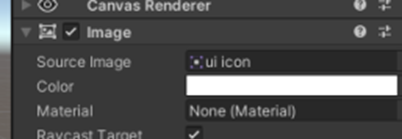 Canvas Renderer
Image
Source Image ui icon
Color
Material None (Material)
Raycast Target